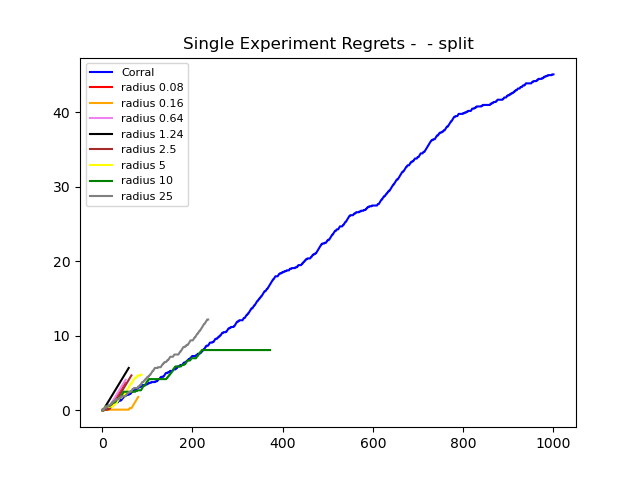 Single Experiment Regrets -  - split
Corral
radius 0.08
radius 0.16
radius 0.64
radius 1.24
radius 2.5
radius 5
radius 10
radius 25
40
30
20
10
0
0 200 400 600 800 1000